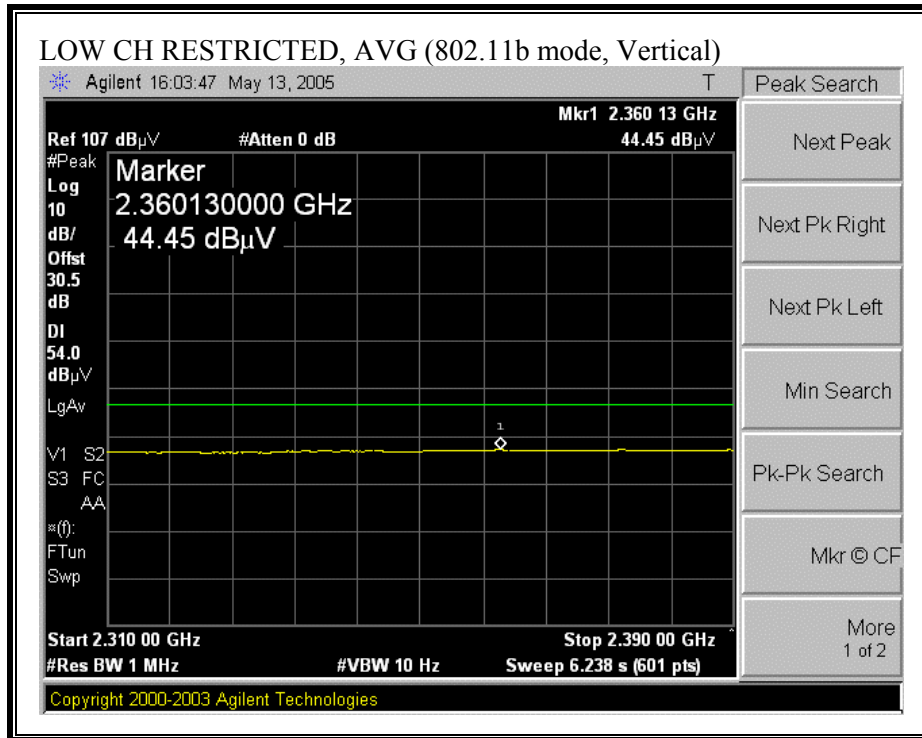 LOW CH RESTRICTED, AVG (802.11b mode, Vertical)
Agilent 16:03:47 May 13, 2005 T
Peak Search
Mkr1 2.360 13 GHz
Ref 107 dBμV #Atten 0 dB 44.45 dBμV
#Peak
Log
10
dB/
Offst
30.5
dB
DI
54.0
dBμV
LgAv
V1 S2
S3 FC
AA
¤(f):
FTun
Swp
Marker
2.360130000 GHz
44.45 dBμV
1
Start 2.310 00 GHz Stop 2.390 00 GHz ^
#Res BW 1 MHz #VBW 10 Hz Sweep 6.238 s (601 pts)
Next Peak
Next Pk Right
Next Pk Left
Min Search
Pk-Pk Search
Mkr © CF
More
1 of 2
Copyright 2000-2003 Agilent Technologies